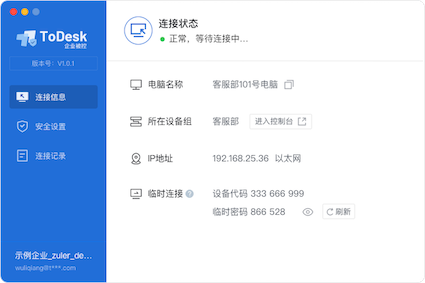 ToDesk
企业被控
版本号： V1.0.1
连接信息
安全设置
连接记录
示例企业_zuler_de...
wuliqiang@t***.com
连接状态
正常，等待连接中...
电脑名称 客服部101号电脑
所在设备组 客服部 进入控制台
IP地址 192.168.25.36 以太网
临时连接 ? 设备代码 333 666 999
临时密码 866 528 刷新